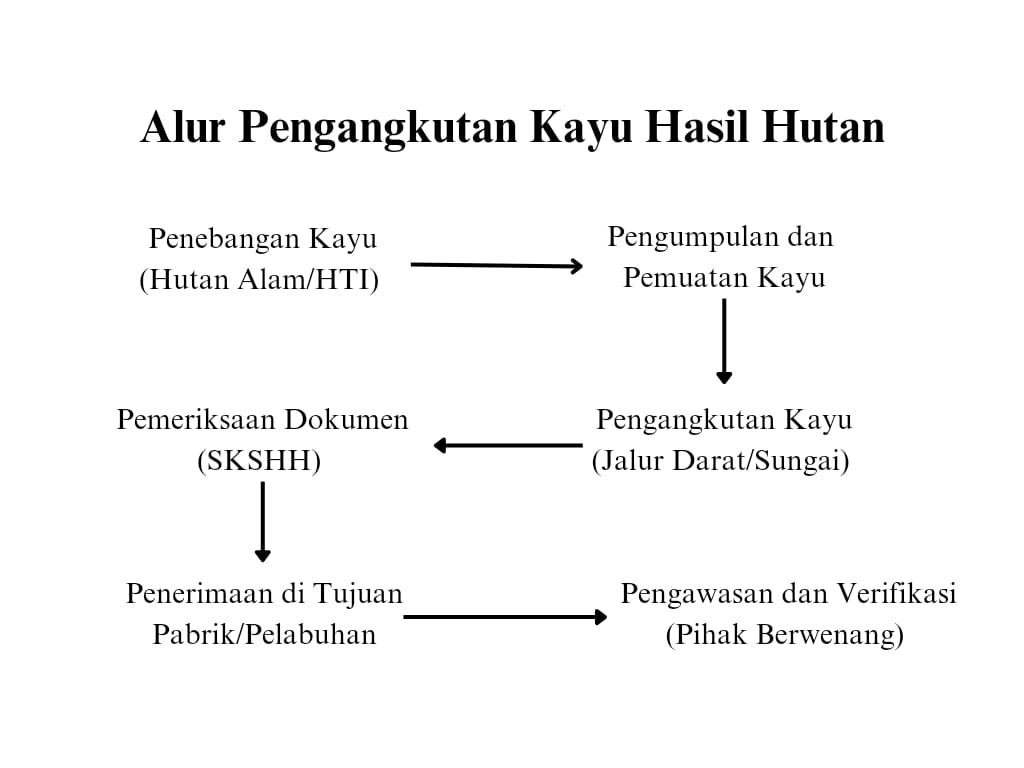 Alur Pengangkutan Kayu Hasil Hutan
Penebangan Kayu
(Hutan Alam/HTI)
Pengumpulan dan
Pemuatan Kayu
Pengangkutan Kayu
(Jalur Darat/Sungai)
Pemeriksaan Dokumen
(SKSHH)
Penerimaan di Tujuan
Pabrik/Pelabuhan
Pengawasan dan Verifikasi
(Pihak Berwenang)